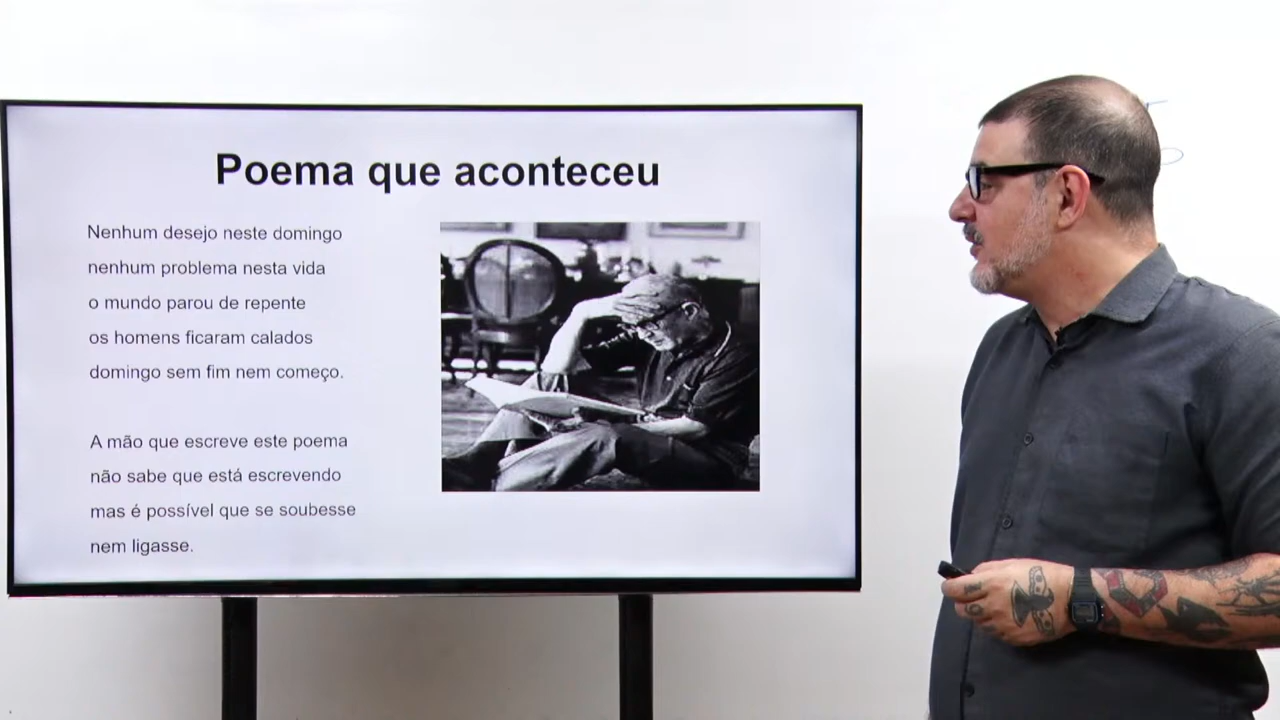 Poema que aconteceu
Nenhum desejo neste domingo
nenhum problema nesta vida
o mundo parou de repente
os homens ficaram calados
domingo sem fim nem começo.
A mão que escreve este poema
não sabe que está escrevendo
mas é possível que se soubesse
nem ligasse.